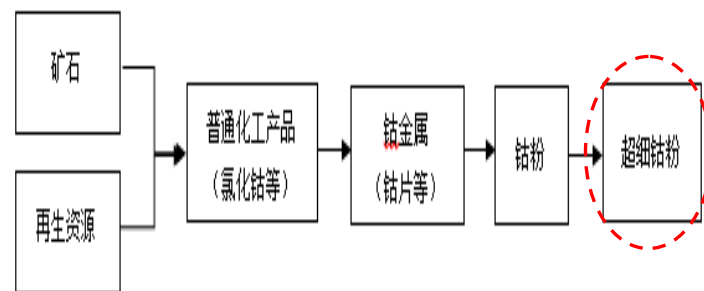 矿石
再生资源
普通化工产品
（氯化钴等）
钴金属
（钴片等）
钴粉
超细钴粉